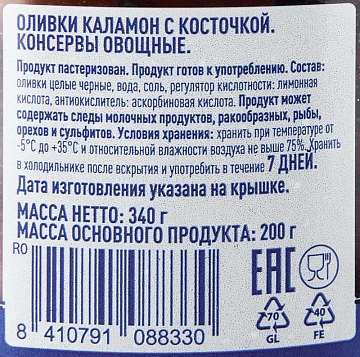 ОЛИВКИ КАЛАМОН С КОСТОЧКОЙ.
КОНСЕРВЫ ОВОЩНЫЕ.
Продукт пастеризован. Продукт готов к употреблению. Состав:
оливки целые черные, вода, соль, регулятор кислотности: лимонная
кислота, антиокислитель: аскорбиновая кислота. Продукт может
содержать следы молочных продуктов, ракообразных, рыбы,
орехов и сульфитов. Условия хранения: хранить при температуре от
-5°С до +35°С и относительной влажности воздуха не выше 75%. Хранить
в холодильнике после вскрытия и употребить в течение 7 ДНЕЙ.
Дата изготовления указана на крышке.
МАССА НЕТТО: 340 г
МАССА ОСНОВНОГО ПРОДУКТА: 200 г
RO
8 410791 088330
EAC
70
GL
40
FE